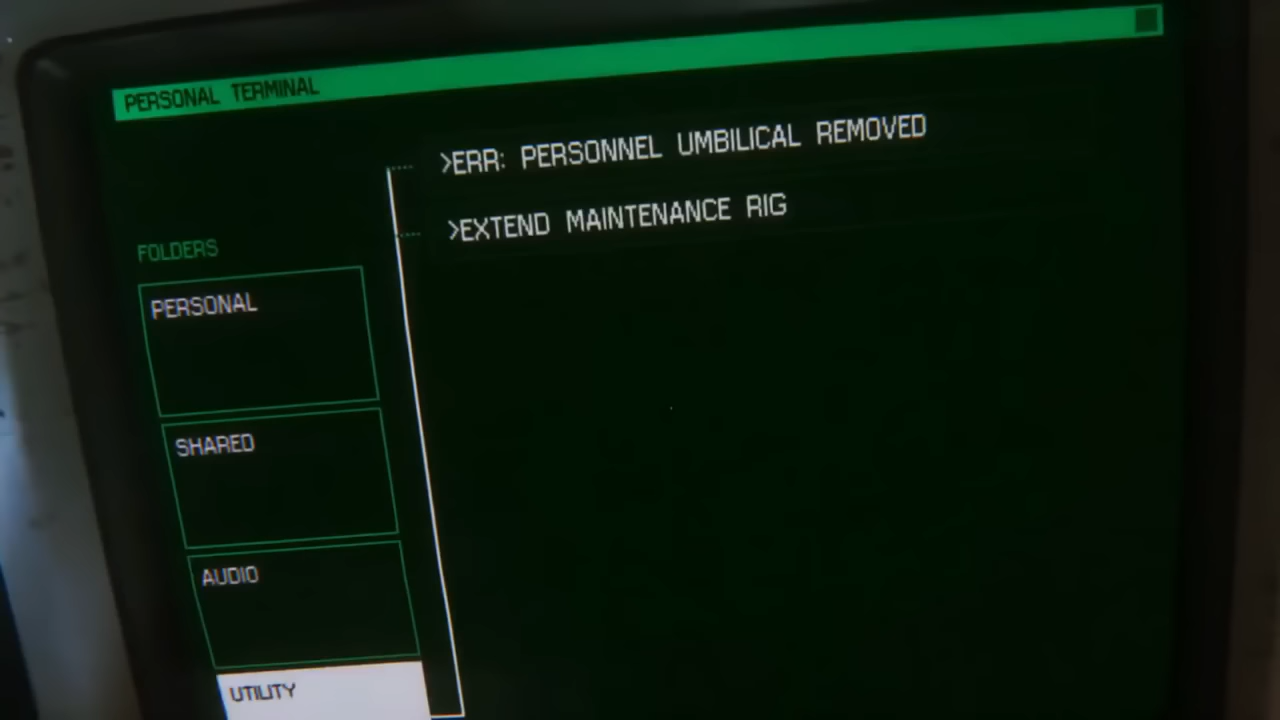 PERSONAL TERMINAL
>ERR: PERSONNEL UMBILICAL REMOVED
>EXTEND MAINTENANCE RIG
FOLDERS
PERSONAL
SHARED
AUDIO
UTILITY